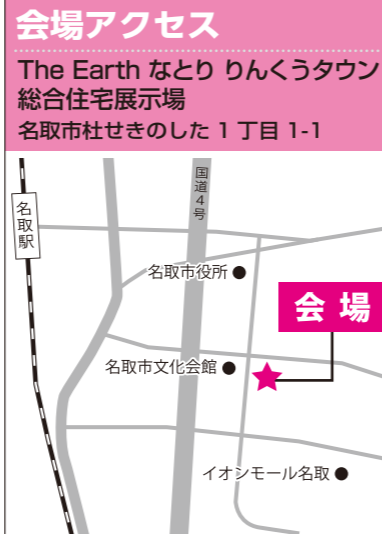 会場アクセス
The Earth なとり りんくうタウン
総合住宅展示場
名取市杜せきのした 1 丁目 1-1
国道4号
名取駅
名取市役所
会 場
名取市文化会館
イオンモール名取